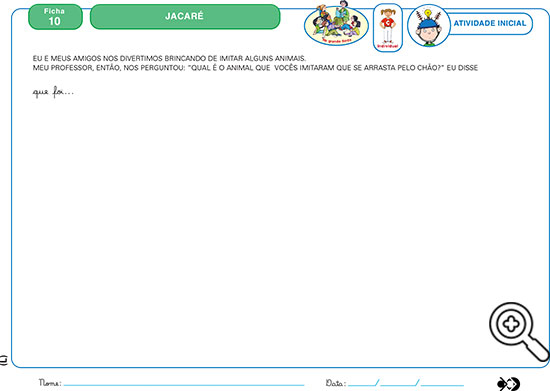 Ficha
10
JACARÉ
Individual
ATIVIDADE INICIAL
EU E MEUS AMIGOS NOS DIVERTIMOS BRINCANDO DE IMITAR ALGUNS ANIMAIS.
MEU PROFESSOR, ENTÃO, NOS PERGUNTOU: "QUAL É O ANIMAL QUE VOCÊS IMITARAM QUE SE ARRASTA PELO CHÃO?" EU DISSE
que foi...
Nome:
Data: / /